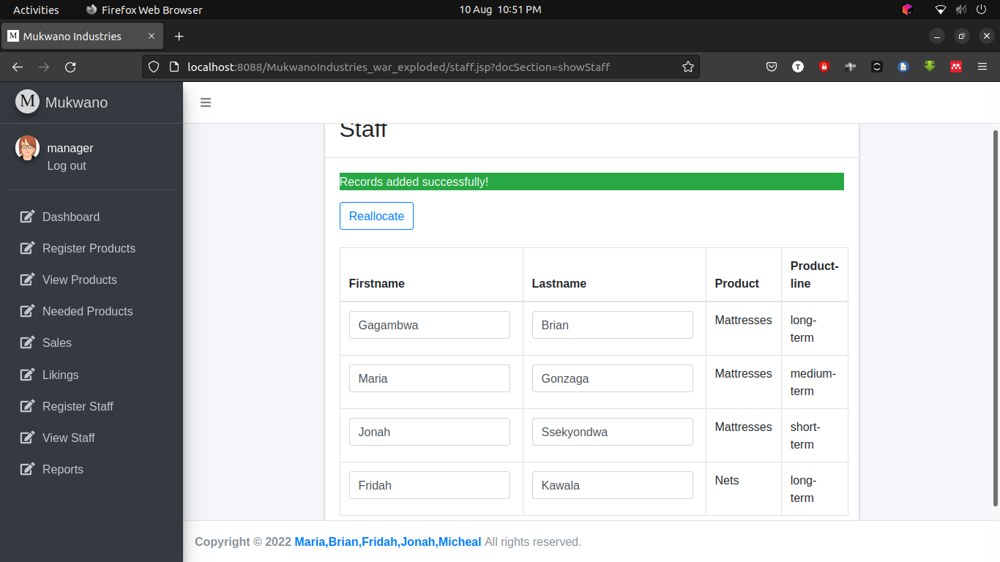 Activities
Firefox Web Browser
10 Aug 10:51 PM
M Mukwano Industries
localhost:8088/MukwanoIndustries_war_exploded/staff.jsp?docSection=showStaff
T
M Mukwano
manager
Log out
Dashboard
Register Products
View Products
Needed Products
Sales
Likings
Register Staff
View Staff
Reports
Staff
Records added successfully!
Reallocate
Firstname Lastname Product Product-
line
Gagambwa Brian Mattresses long-
term
Maria Gonzaga Mattresses medium-
term
Jonah Ssekyondwa Mattresses short-
term
Fridah Kawala Nets long-
term
Copyright © 2022 Maria,Brian,Fridah,Jonah,Micheal All rights reserved.